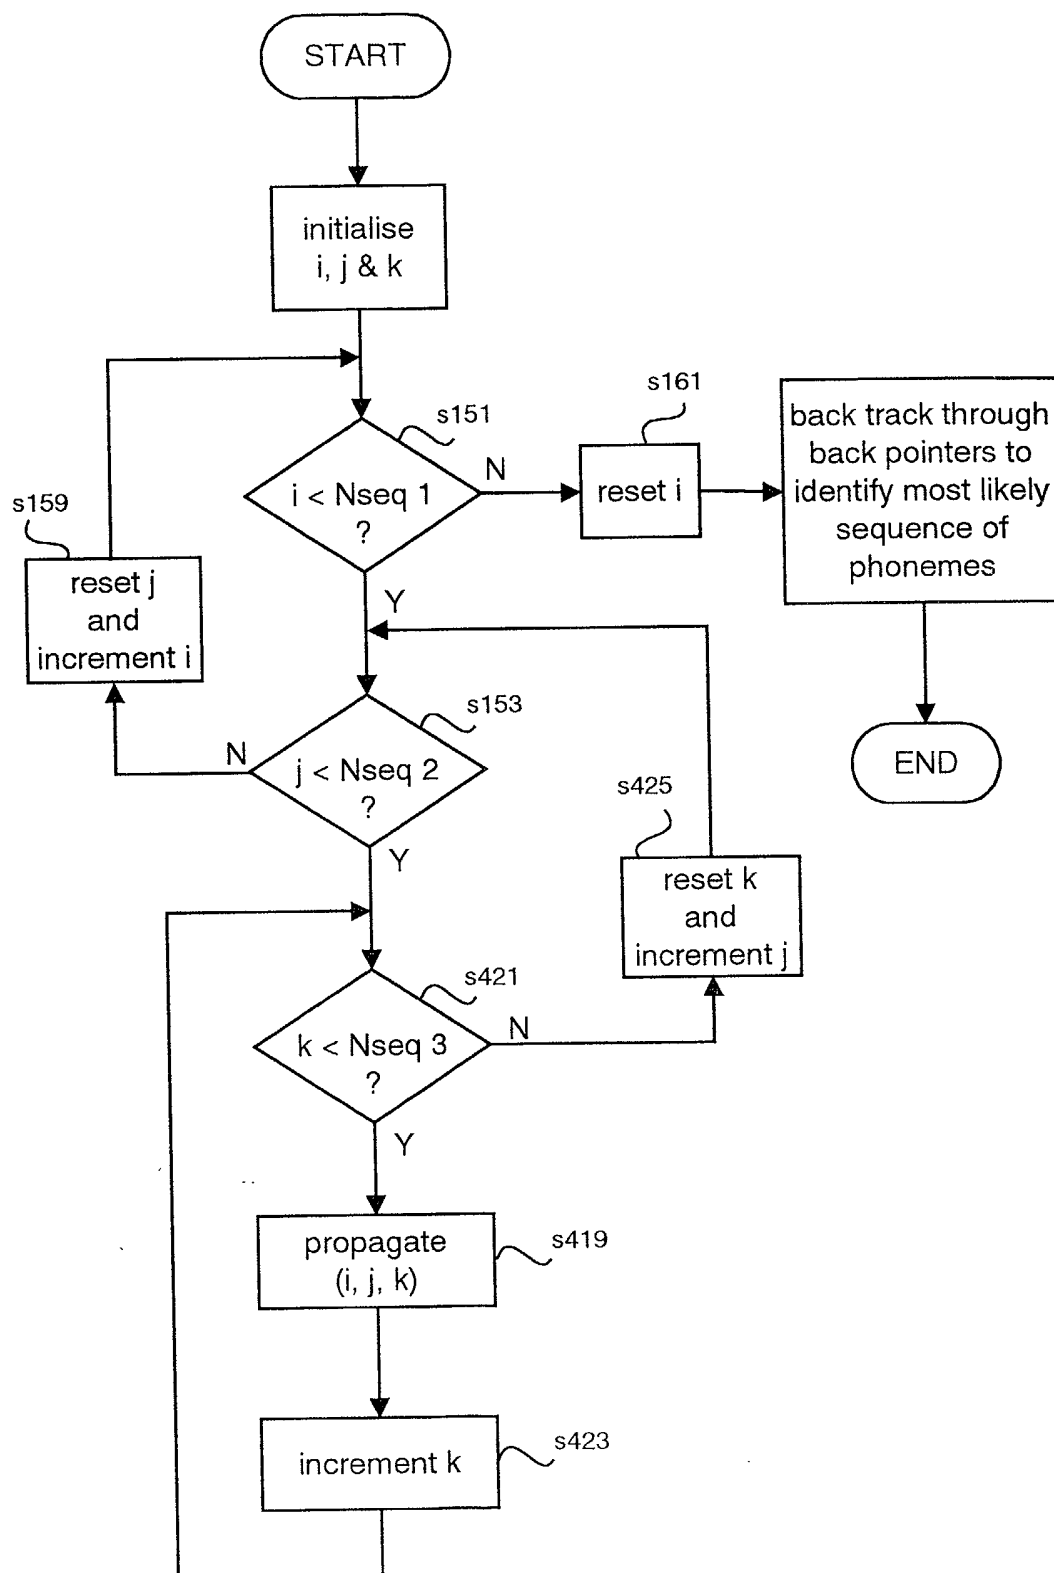 START
initialise
i, j & k
s161
s151
back track through
back pointers to
identify most likely
sequence of
phonemes
N
reset i
i < Nseq 1
?
s159
reset j
and
increment i
Y
s153
N
j < Nseq 2
?
END
s425
Y
reset k
and
increment j
s421
N
k < Nseq 3
?
Y
propagate
(i, j, k)
s419
increment k
s423